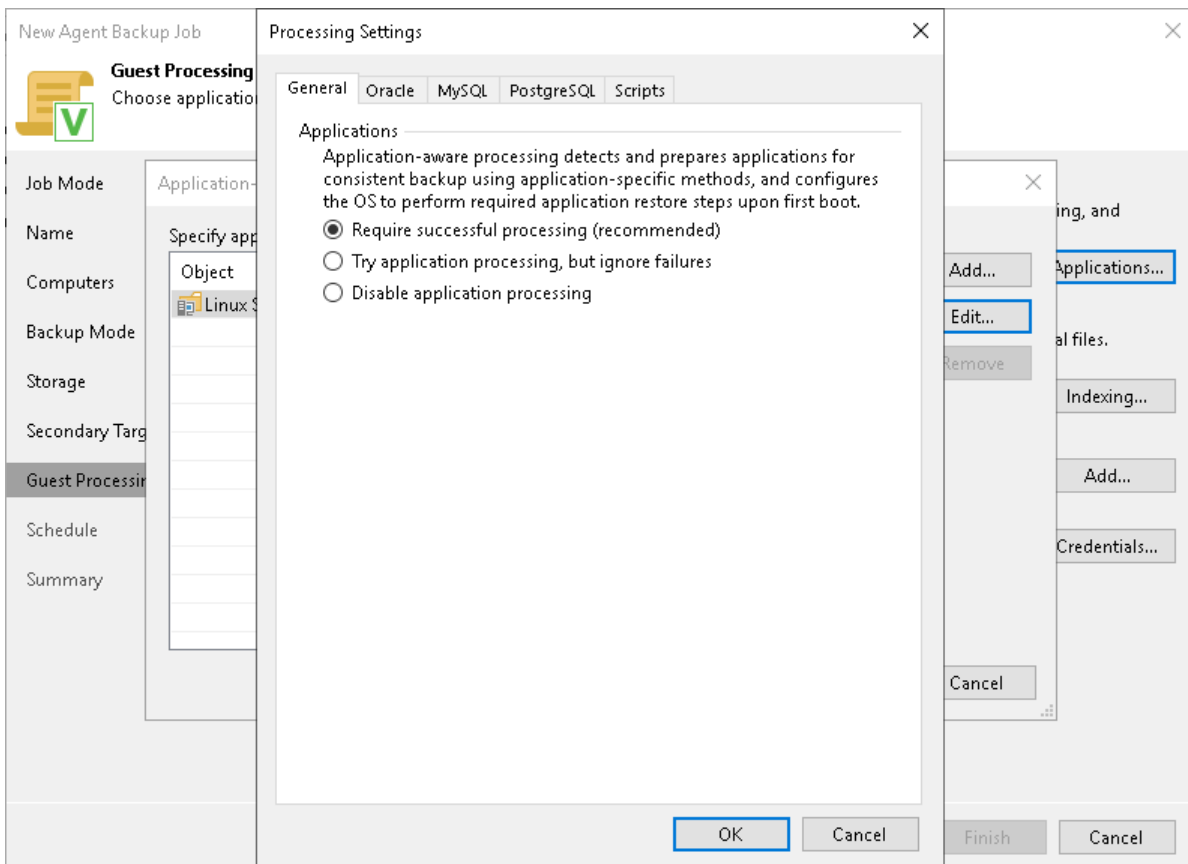 New Agent Backup Job
Guest Processing
Choose applicatio
Job Mode
Name
Computers
Backup Mode
Storage
Secondary Targ
Guest Processin
Schedule
Summary
Application-
Specify app
Object
Linux S
Processing Settings
General
Oracle
MySQL
PostgreSQL
Scripts
Applications
Application-aware processing detects and prepares applications for
consistent backup using application-specific methods, and configures
the OS to perform required application restore steps upon first boot.
Require successful processing (recommended)
Try application processing, but ignore failures
Disable application processing
OK
Cancel
Add...
Edit...
Remove
Cancel
ing, and
Applications...
al files.
Indexing...
Add...
Credentials...
Finish
Cancel